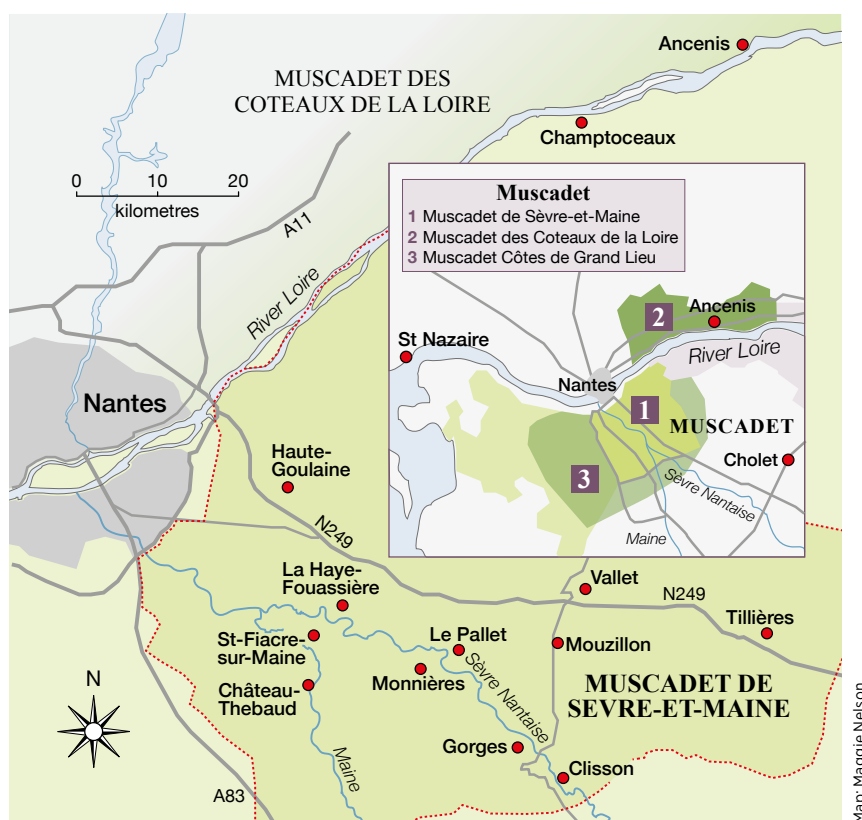 Ancenis
MUSCADET DES
COTEAUX DE LA LOIRE
Champtoceaux
0 10 20
kilometres
A11
River Loire
Nantes
Haute-
Goulaine
N249
La Haye-
Fouassière
St-Fiacre-
sur-Maine
Château-
Thebaud
Le Pallet
Monnières
Sèvre Nantaise
Vallet
N249
Tillières
Mouzillon
MUSCADET DE
SEVRE-ET-MAINE
Gorges
Clisson
Maine
N
A83
Muscadet
1 Muscadet de Sèvre-et-Maine
2 Muscadet des Coteaux de la Loire
3 Muscadet Côtes de Grand Lieu
Ancenis
2
St Nazaire
River Loire
Nantes
1
MUSCADET
Cholet
3
Sèvre Nantaise
Maine
Map: Maggie Nelson